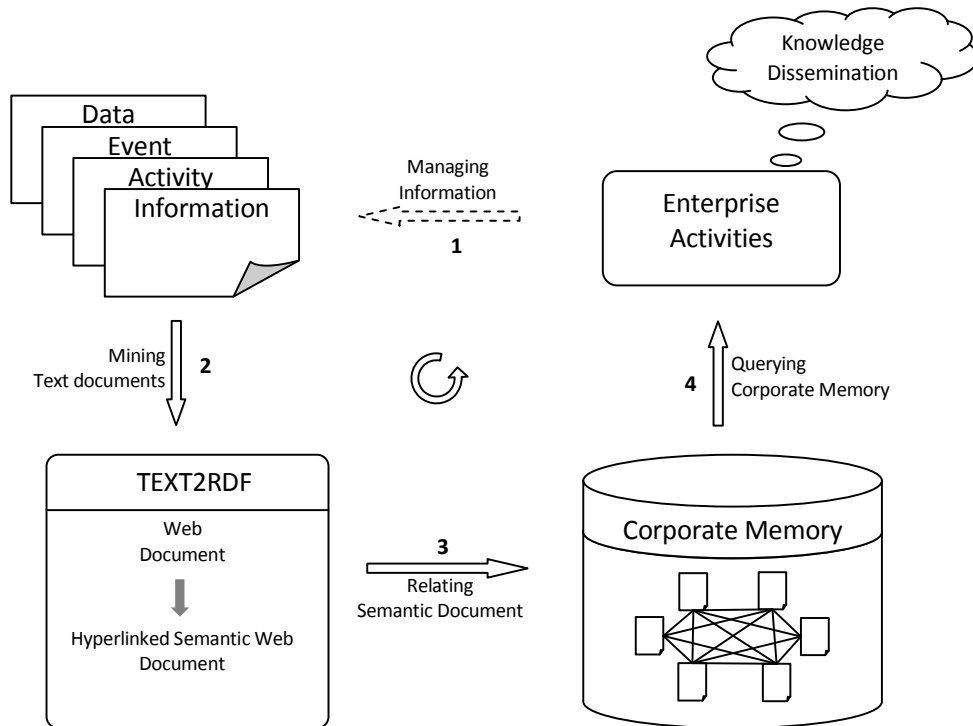 Knowledge
Dissemination
Data
Event
Activity
Information
Managing
Information
1
Enterprise
Activities
Mining
Text documents
2
4
Querying
Corporate Memory
TEXT2RDF
Web
Document
Hyperlinked Semantic Web
Document
3
Relating
Semantic Document
Corporate Memory